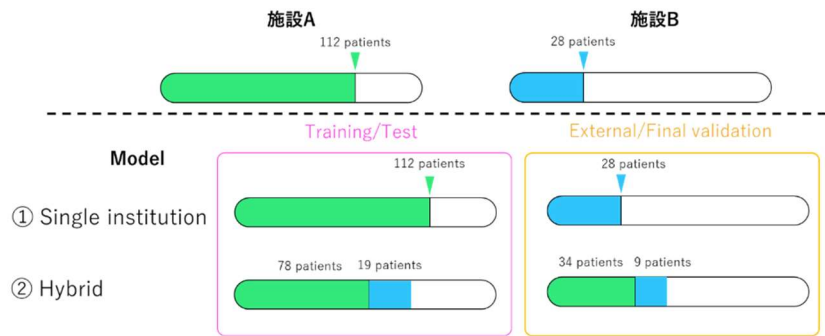 施設A
施設B
112 patients
28 patients
Training/Test
External/Final validation
Model
112 patients
28 patients
① Single institution
78 patients
19 patients
34 patients
9 patients
② Hybrid